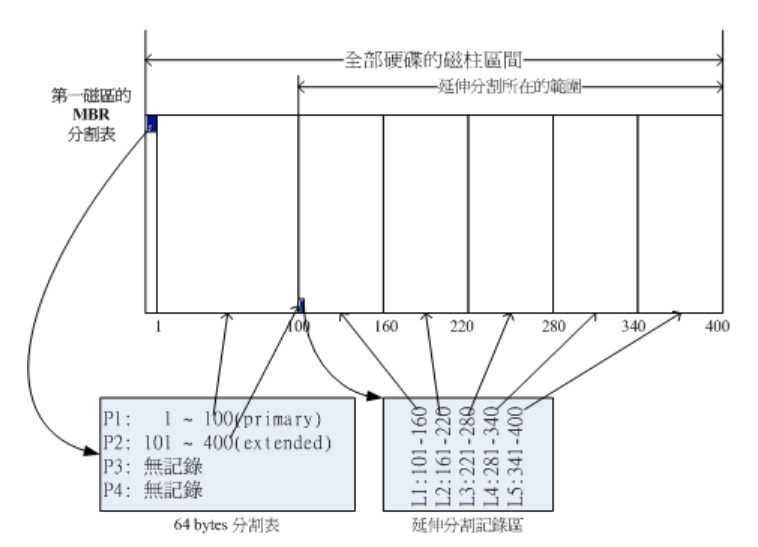 全部硬碟的磁柱區間
延伸分割所在的範圍
第一磁區的
MBR
分割表
1 100 160 220 280 340 400
P1: 1 ~ 100(primary)
P2: 101 ~ 400(extended)
P3: 無記錄
P4: 無記錄
64 bytes 分割表
L1:101-160
L2:161-220
L3:221-280
L4:281-340
L5:341-400
延伸分割記錄區